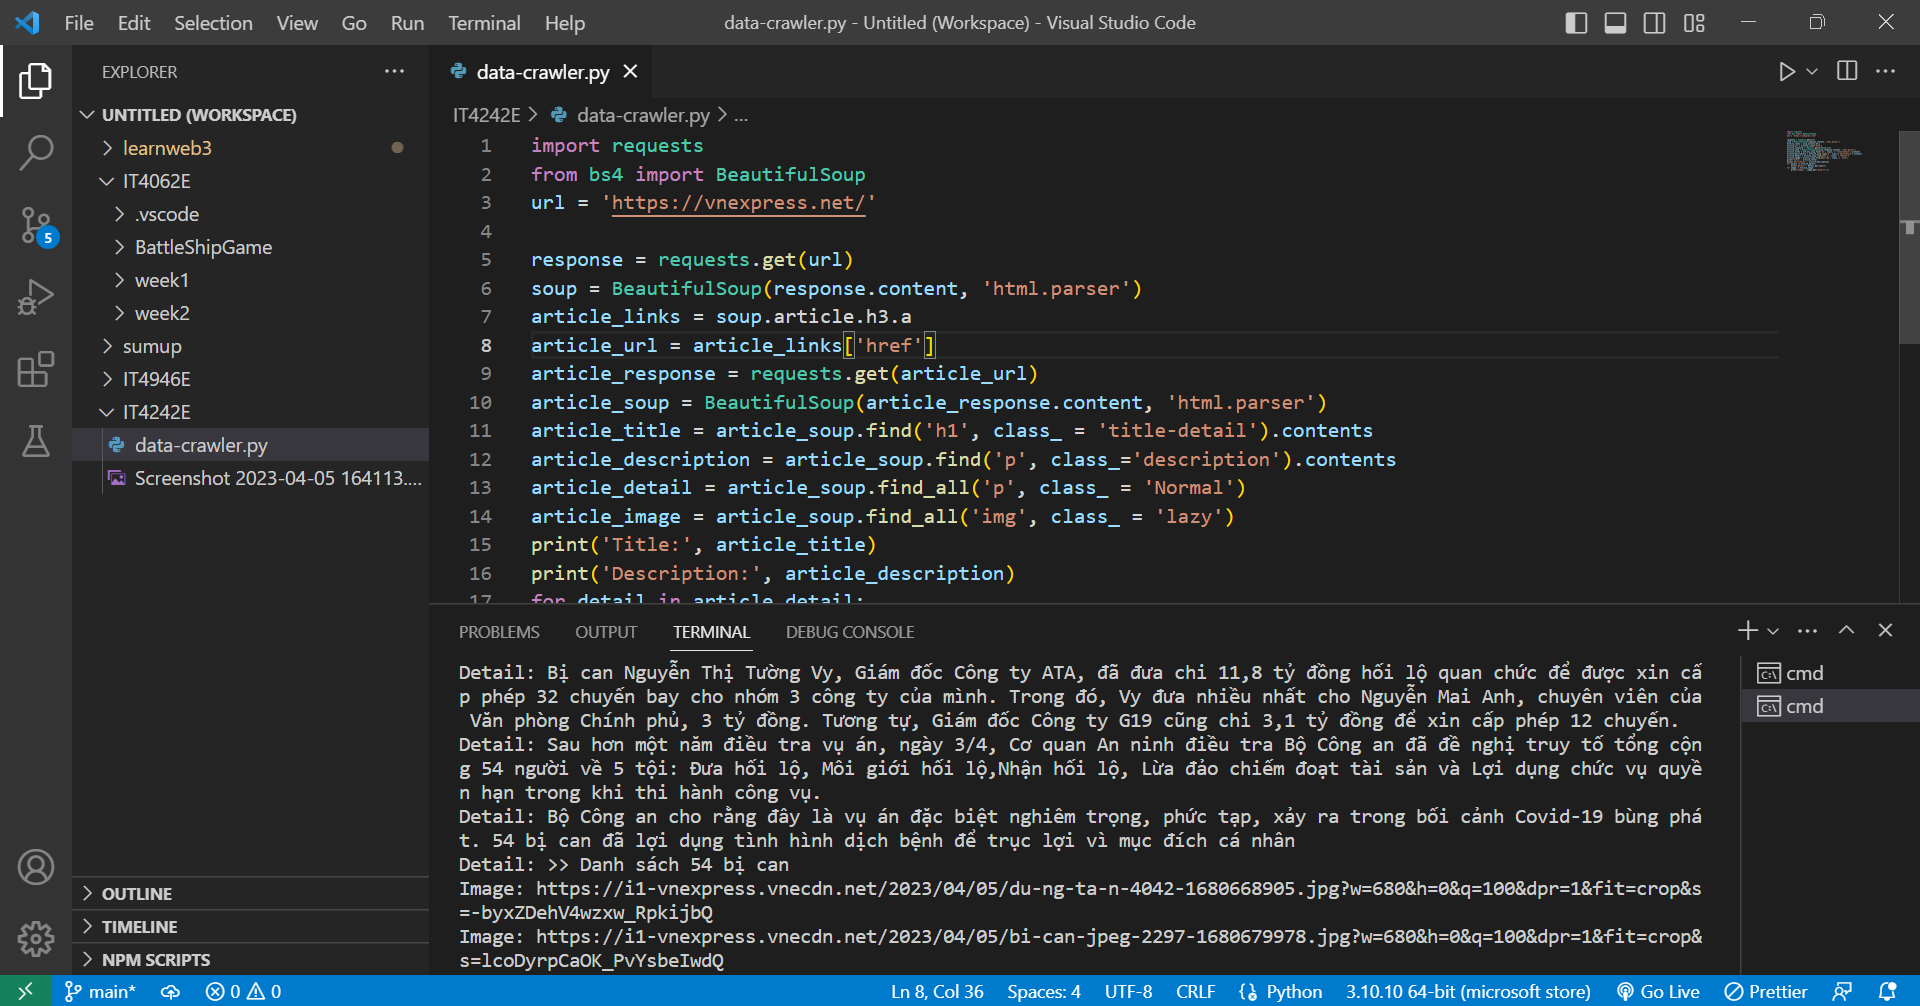 File Edit Selection View Go Run Terminal Help
data-crawler.py - Untitled (Workspace) - Visual Studio Code
EXPLORER
UNTITLED (WORKSPACE)
learnweb3
IT4062E
.vscode
BattleShipGame
week1
week2
sumup
IT4946E
IT4242E
data-crawler.py
Screenshot 2023-04-05 164113....
OUTLINE
TIMELINE
NPM SCRIPTS
5
data-crawler.py
IT4242E > data-crawler.py > ...
1 import requests
2 from bs4 import BeautifulSoup
3 url = 'https://vnexpress.net/'
4
5 response = requests.get(url)
6 soup = BeautifulSoup(response.content, 'html.parser')
7 article_links = soup.article.h3.a
8 article_url = article_links['href']
9 article_response = requests.get(article_url)
10 article_soup = BeautifulSoup(article_response.content, 'html.parser')
11 article_title = article_soup.find('h1', class_ = 'title-detail').contents
12 article_description = article_soup.find('p', class_='description').contents
13 article_detail = article_soup.find_all('p', class_ = 'Normal')
14 article_image = article_soup.find_all('img', class_ = 'lazy')
15 print('Title:', article_title)
16 print('Description:', article_description)
17 for detail in article_detail:
PROBLEMS OUTPUT TERMINAL DEBUG CONSOLE
Detail: Bị can Nguyễn Thị Tường Vy, Giám đốc Công ty ATA, đã đưa chi 11,8 tỷ đồng hối lộ quan chức để được xin cấ
p phép 32 chuyến bay cho nhóm 3 công ty của mình. Trong đó, Vy đưa nhiều nhất cho Nguyễn Mai Anh, chuyên viên của
Văn phòng Chính phủ, 3 tỷ đồng. Tương tự, Giám đốc Công ty G19 cũng chi 3,1 tỷ đồng để xin cấp phép 12 chuyến.
Detail: Sau hơn một năm điều tra vụ án, ngày 3/4, Cơ quan An ninh điều tra Bộ Công an đã đề nghị truy tố tổng cộn
g 54 người về 5 tội: Đưa hối lộ, Môi giới hối lộ,Nhận hối lộ, Lừa đảo chiếm đoạt tài sản và Lợi dụng chức vụ quyề
n hạn trong khi thi hành công vụ.
Detail: Bộ Công an cho rằng đây là vụ án đặc biệt nghiêm trọng, phức tạp, xảy ra trong bối cảnh Covid-19 bùng phá
t. 54 bị can đã lợi dụng tình hình dịch bệnh để trục lợi vì mục đích cá nhân
Detail: >> Danh sách 54 bị can
Image: https://i1-vnexpress.vnecdn.net/2023/04/05/du-ng-ta-n-4042-1680668905.jpg?w=680&h=0&q=100&dpr=1&fit=crop&s
=-byxZDehV4wzxw_RpkijbQ
Image: https://i1-vnexpress.vnecdn.net/2023/04/05/bi-can-jpeg-2297-1680679978.jpg?w=680&h=0&q=100&dpr=1&fit=crop&
s=lcoDyrpCaOK_PvYsbeIwdQ
cmd
cmd
main* 0 0 Ln 8, Col 36 Spaces: 4 UTF-8 CRLF Python 3.10.10 64-bit (microsoft store) Go Live Prettier